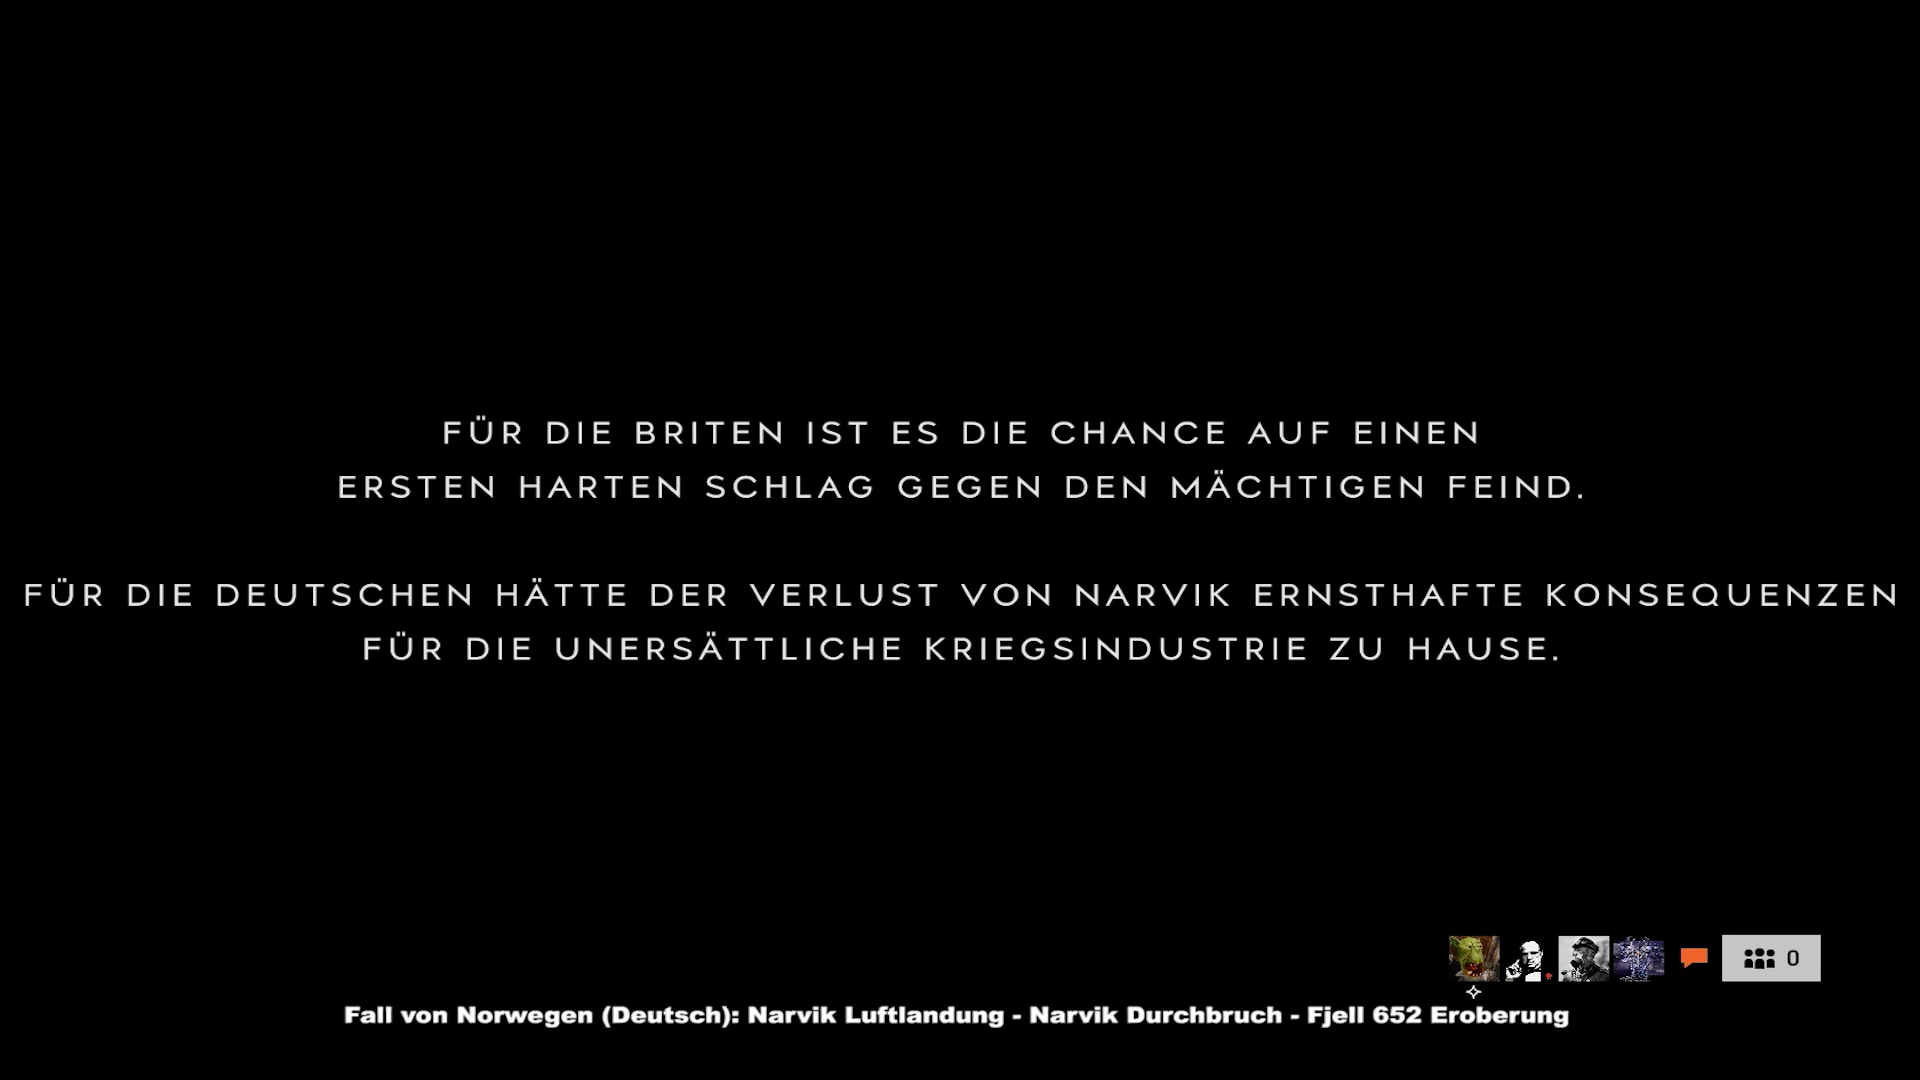 FÜR DIE BRITEN IST ES DIE CHANCE AUF EINEN
ERSTEN HARTEN SCHLAG GEGEN DEN MÄCHTIGEN FEIND.
FÜR DIE DEUTSCHEN HÄTTE DER VERLUST VON NARVIK ERNSTHAFTE KONSEQUENZEN
FÜR DIE UNERSÄTTLICHE KRIEGSINDUSTRIE ZU HAUSE.
0
Fall von Norwegen (Deutsch): Narvik Luftlandung - Narvik Durchbruch - Fjell 652 Eroberung